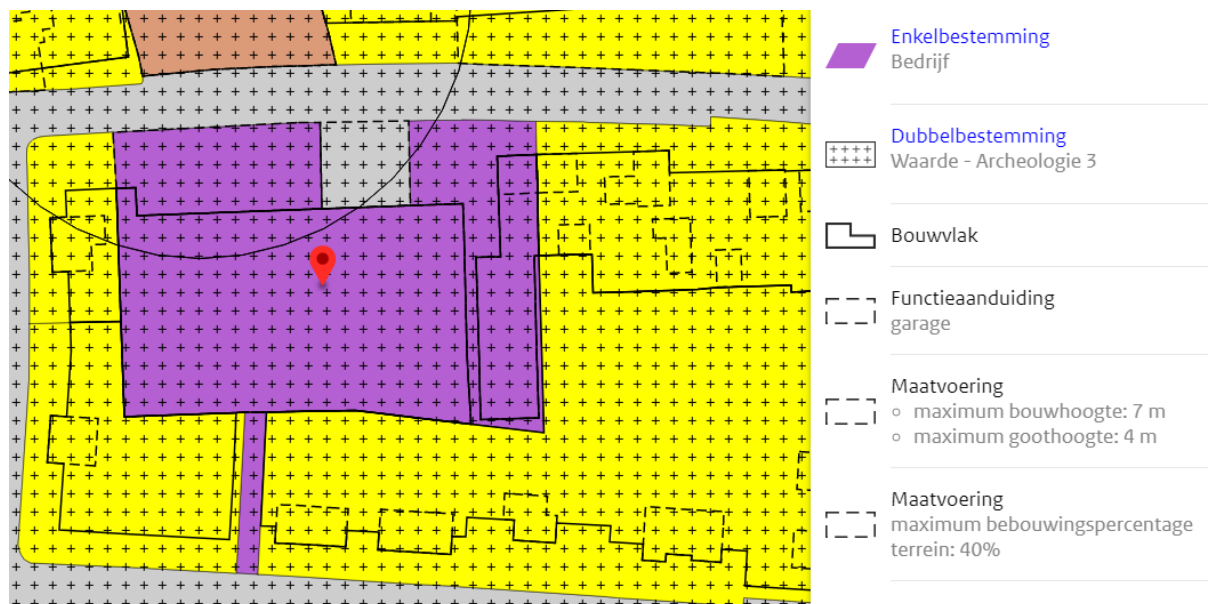 Enkelbestemming
Bedrijf
Dubbelbestemming
Waarde - Archeologie 3
Bouwvlak
Functieaanduiding
garage
Maatvoering
maximum bouwhoogte: 7 m
maximum goothoogte: 4 m
Maatvoering
maximum bebouwingspercentage
terrein: 40%